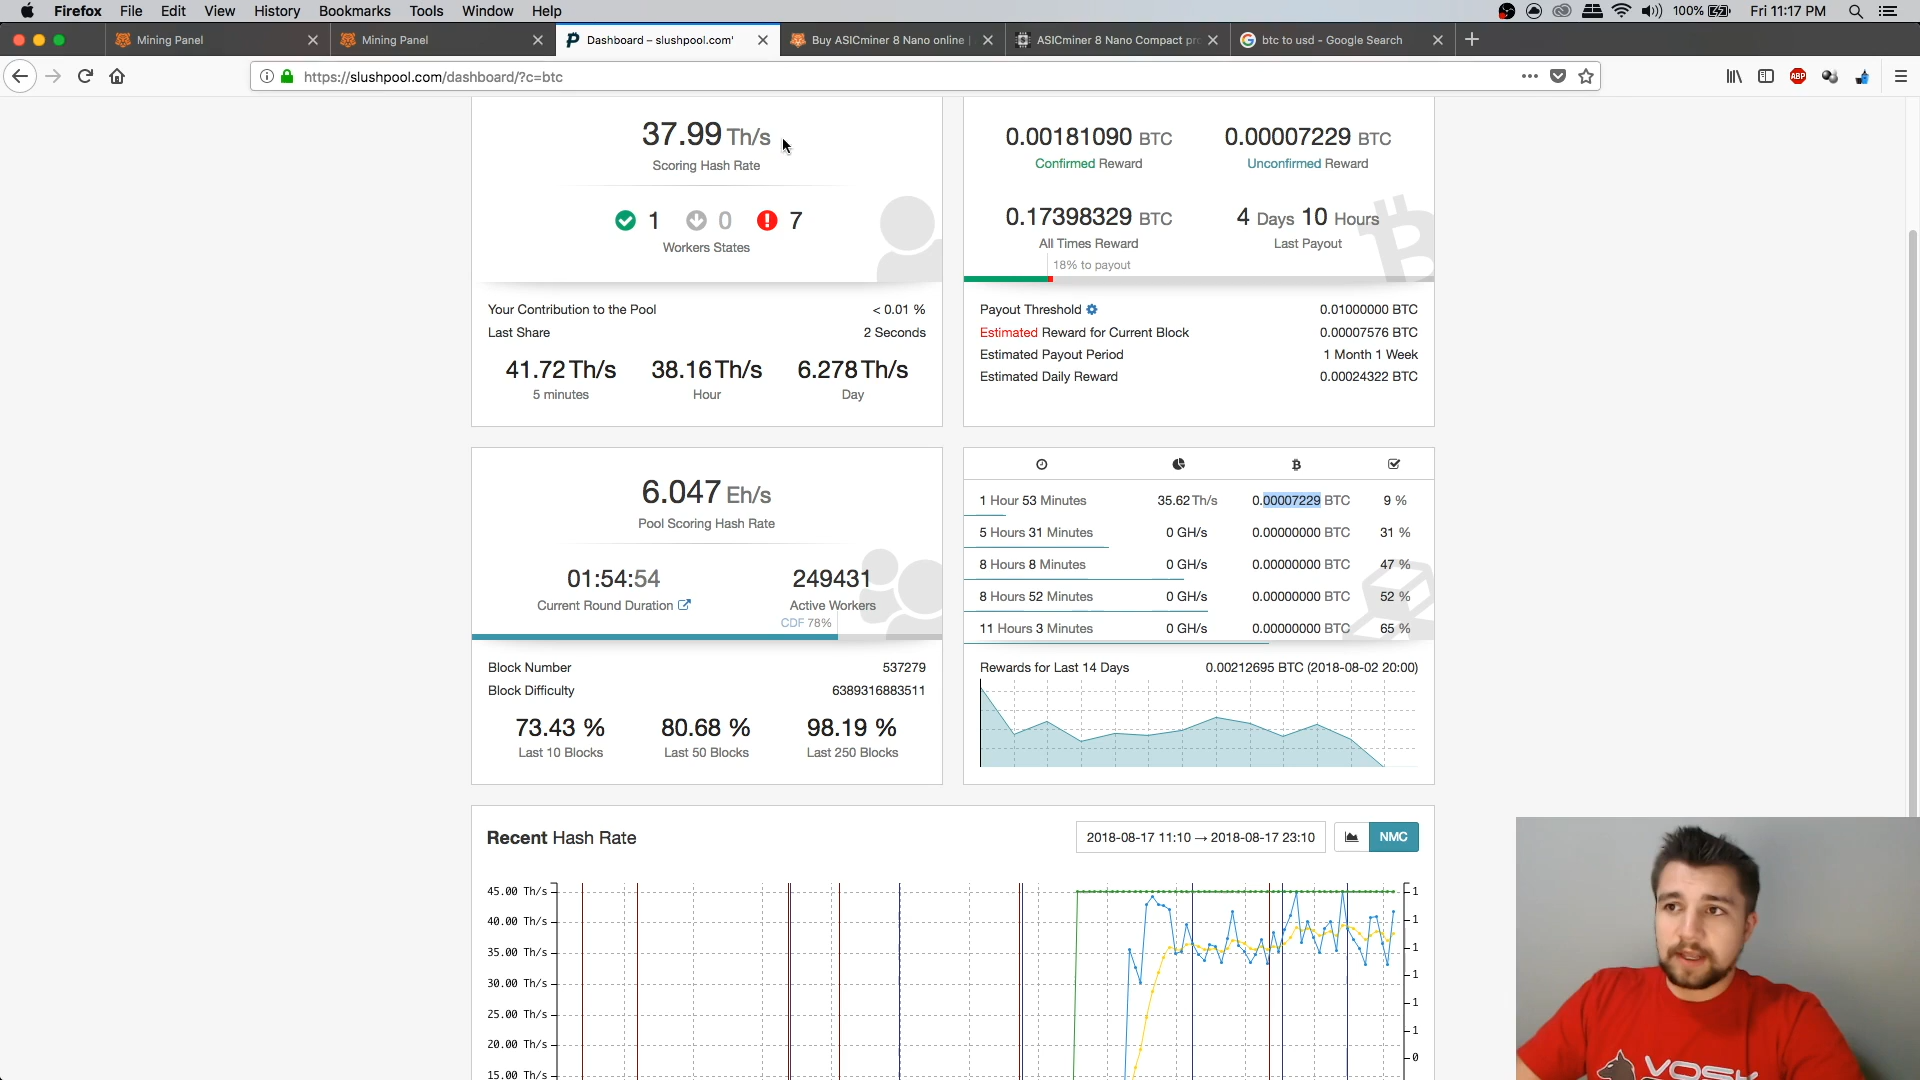 Firefox File Edit View History Bookmarks Tools Window Help 100% Fri 11:17 PM
Mining Panel Mining Panel Dashboard – slushpool.com' Buy ASICminer 8 Nano online | ASICminer 8 Nano Compact pr btc to usd - Google Search
https://slushpool.com/dashboard/?c=btc ABP
37.99 Th/s
Scoring Hash Rate
1 0 7
Workers States
Your Contribution to the Pool < 0.01 %
Last Share 2 Seconds
41.72 Th/s 38.16 Th/s 6.278 Th/s
5 minutes Hour Day
0.00181090 BTC 0.00007229 BTC
Confirmed Reward Unconfirmed Reward
0.17398329 BTC 4 Days 10 Hours
All Times Reward Last Payout
18% to payout
Payout Threshold 0.01000000 BTC
Estimated Reward for Current Block 0.00007576 BTC
Estimated Payout Period 1 Month 1 Week
Estimated Daily Reward 0.00024322 BTC
6.047 Eh/s
Pool Scoring Hash Rate
01:54:54 249431
Current Round Duration Active Workers
CDF 78%
Block Number 537279
Block Difficulty 6389316883511
73.43 % 80.68 % 98.19 %
Last 10 Blocks Last 50 Blocks Last 250 Blocks
1 Hour 53 Minutes 35.62 Th/s 0.00007229 BTC 9 %
5 Hours 31 Minutes 0 GH/s 0.00000000 BTC 31 %
8 Hours 8 Minutes 0 GH/s 0.00000000 BTC 47 %
8 Hours 52 Minutes 0 GH/s 0.00000000 BTC 52 %
11 Hours 3 Minutes 0 GH/s 0.00000000 BTC 65 %
Rewards for Last 14 Days 0.00212695 BTC (2018-08-02 20:00)
Recent Hash Rate 2018-08-17 11:10 → 2018-08-17 23:10 NMC
45.00 Th/s 1
40.00 Th/s 1
35.00 Th/s 1
30.00 Th/s 1
25.00 Th/s 1
20.00 Th/s 1
15.00 Th/s 0
VOSK